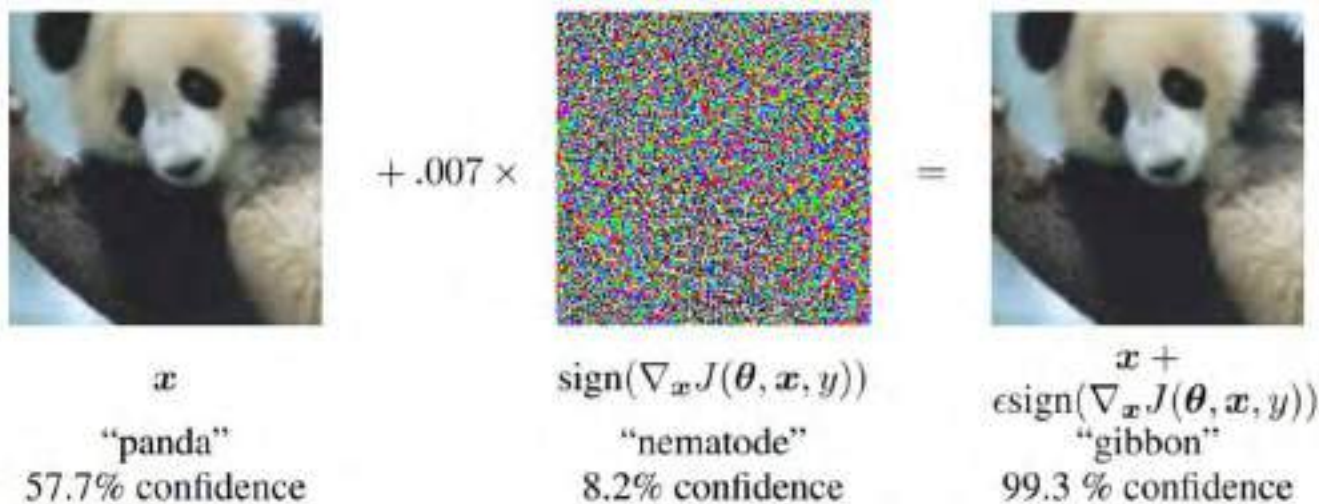 + .007 ×
=
x
"panda"
57.7% confidence
sign(∇ₓJ(θ, x, y))
"nematode"
8.2% confidence
x +
ϵsign(∇ₓJ(θ, x, y))
"gibbon"
99.3 % confidence